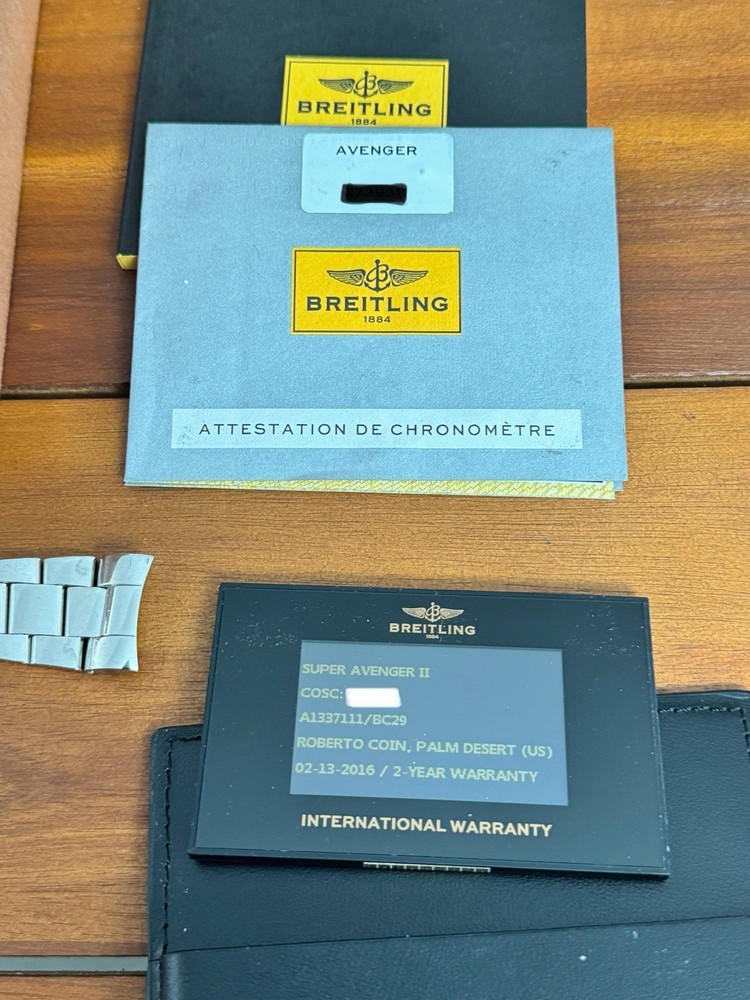 BREITLING
1884
AVENGER
BREITLING
1884
ATTESTATION DE CHRONOMÈTRE
BREITLING
1884
SUPER AVENGER II
COSC:
A1337111/BC29
ROBERTO COIN, PALM DESERT (US)
02-13-2016 / 2-YEAR WARRANTY
INTERNATIONAL WARRANTY